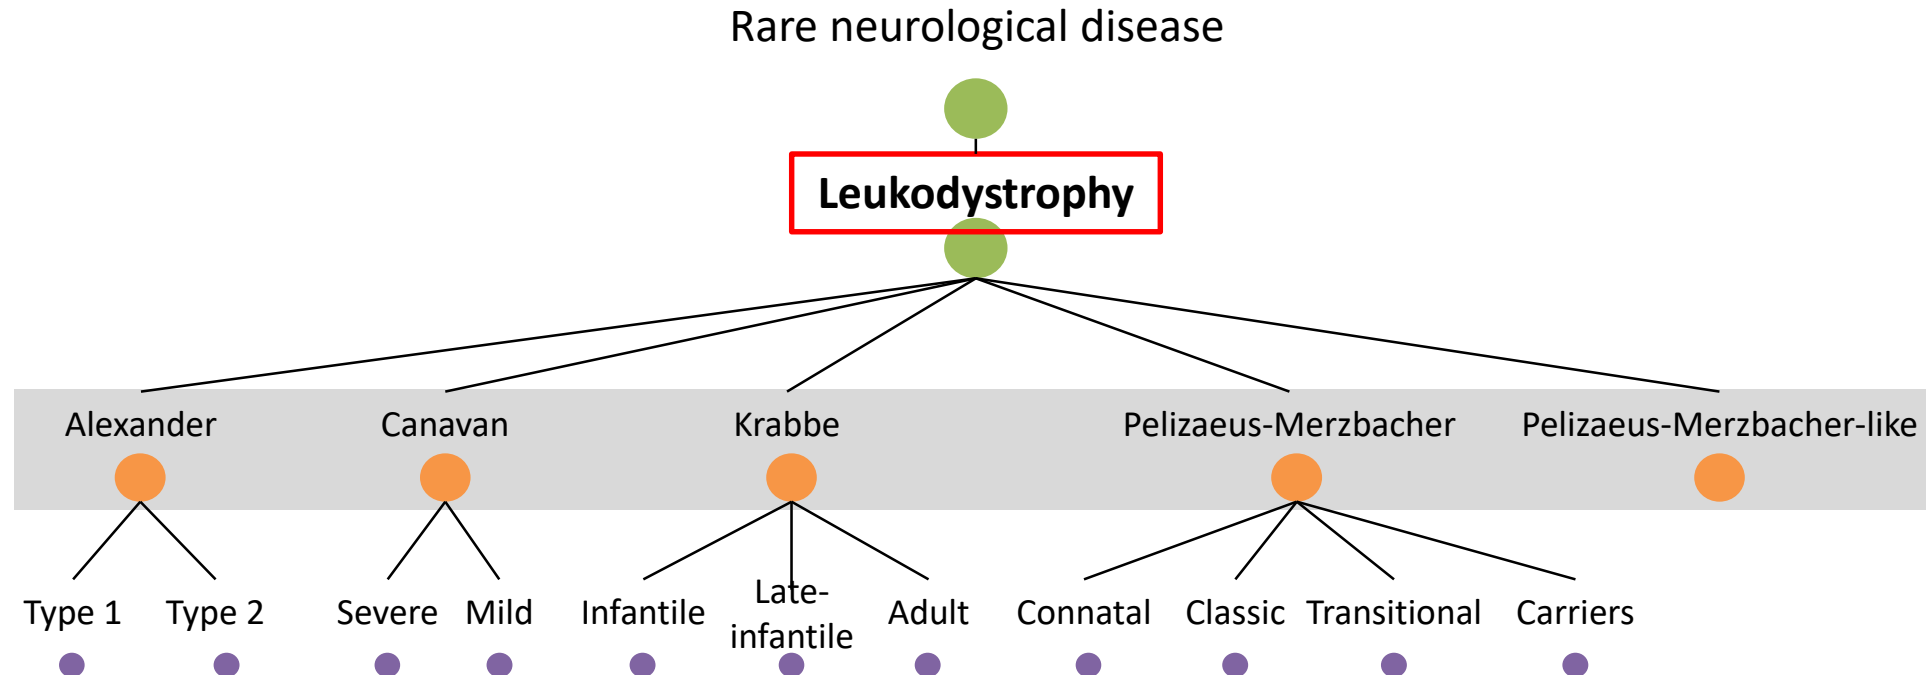 Rare neurological disease
Leukodystrophy
Alexander
Canavan
Krabbe
Pelizaeus-Merzbacher
Pelizaeus-Merzbacher-like
Type 1
Type 2
Severe
Mild
Infantile
Late-
infantile
Adult
Connatal
Classic
Transitional
Carriers